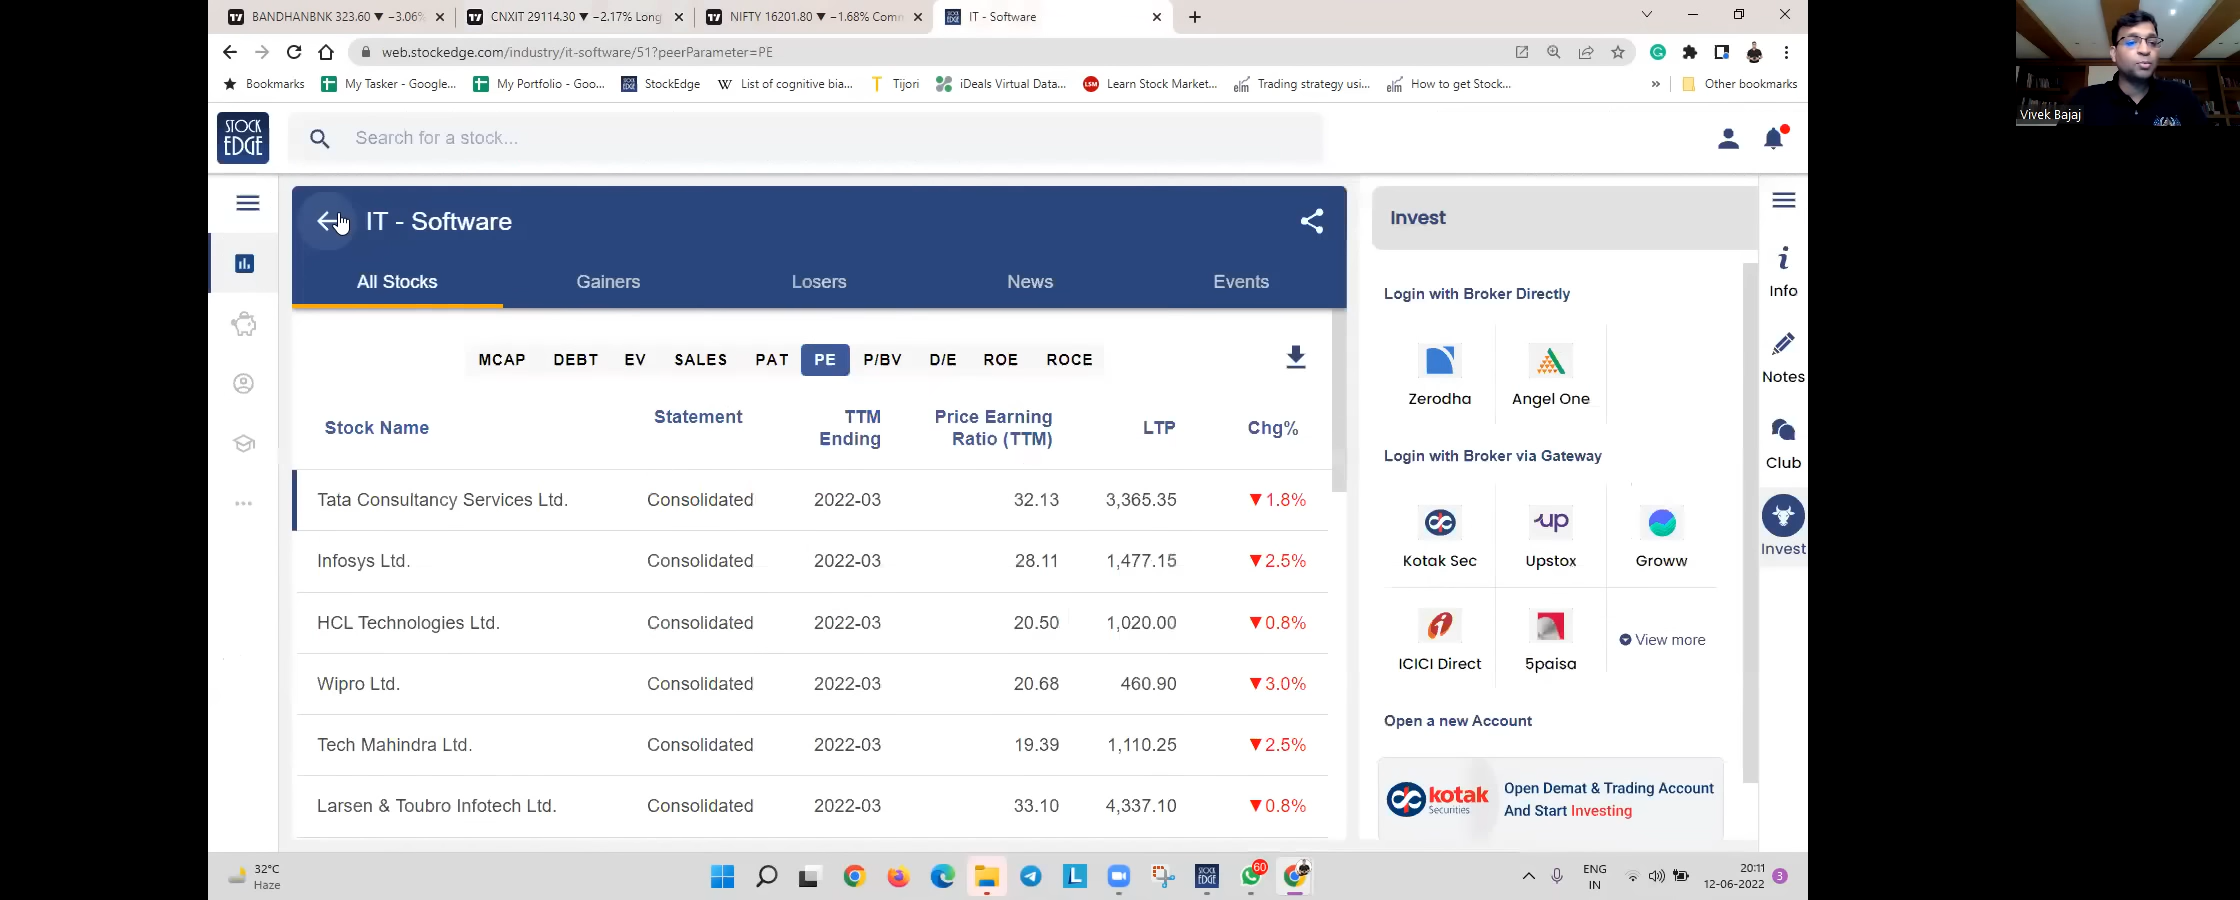 BANDHANBNK 323.60 ▼ −3.06%
CNXIT 29114.30 ▼ −2.17% Long
NIFTY 16201.80 ▼ −1.68% Comm
IT - Software
web.stockedge.com/industry/it-software/51?peerParameter=PE
Bookmarks
My Tasker - Google...
My Portfolio - Goo...
StockEdge
List of cognitive bia...
Tijori
iDeals Virtual Data...
Learn Stock Market...
Trading strategy usi...
How to get Stock...
»
Other bookmarks
Vivek Bajaj
STOCK
EDGE
Search for a stock...
IT - Software
All Stocks
Gainers
Losers
News
Events
MCAP DEBT EV SALES PAT PE P/BV D/E ROE ROCE
Stock Name
Statement
TTM
Ending
Price Earning
Ratio (TTM)
LTP
Chg%
Tata Consultancy Services Ltd. Consolidated 2022-03 32.13 3,365.35 ▼1.8%
Infosys Ltd. Consolidated 2022-03 28.11 1,477.15 ▼2.5%
HCL Technologies Ltd. Consolidated 2022-03 20.50 1,020.00 ▼0.8%
Wipro Ltd. Consolidated 2022-03 20.68 460.90 ▼3.0%
Tech Mahindra Ltd. Consolidated 2022-03 19.39 1,110.25 ▼2.5%
Larsen & Toubro Infotech Ltd. Consolidated 2022-03 33.10 4,337.10 ▼0.8%
Invest
Login with Broker Directly
Zerodha
Angel One
Login with Broker via Gateway
Kotak Sec
up
Upstox
Groww
ICICI Direct
5paisa
View more
Open a new Account
kotak
Securities
Open Demat & Trading Account
And Start Investing
Info
Notes
Club
Invest
32°C
Haze
L
STOCK
EDGE
60
ENG
IN
20:11
12-06-2022
3